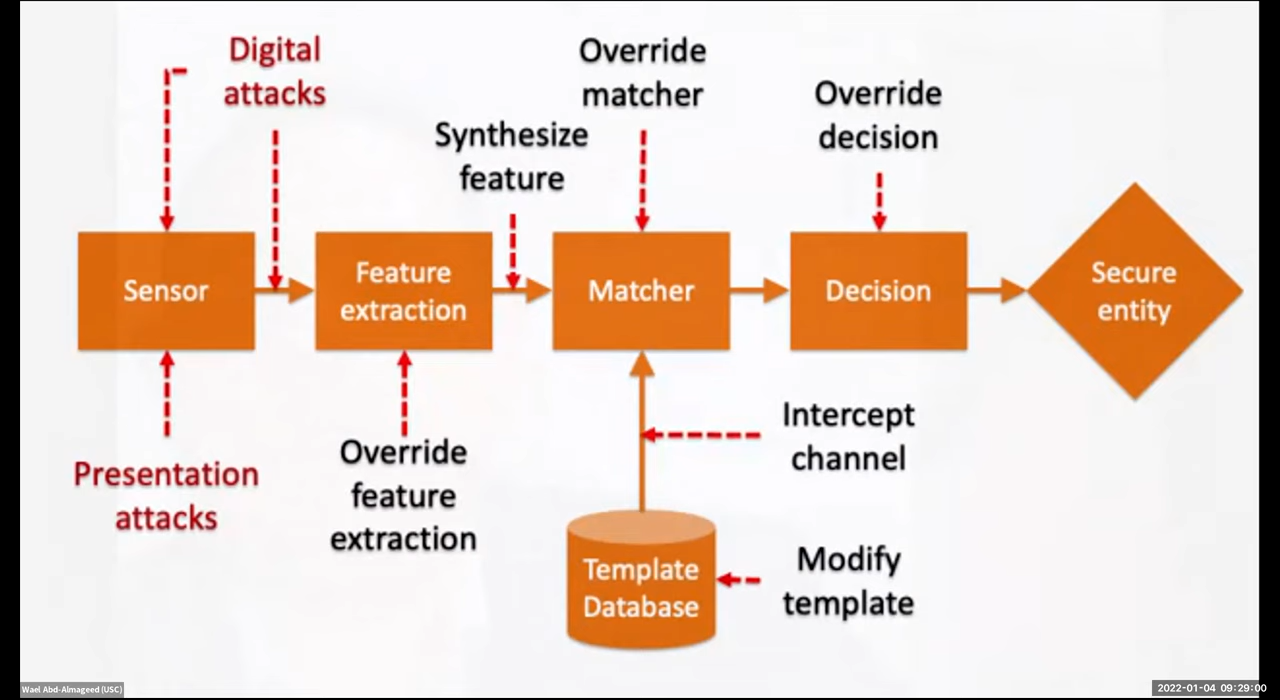 Digital
attacks
Override
matcher
Override
decision
Synthesize
feature
Sensor
Feature
extraction
Matcher
Decision
Secure
entity
Presentation
attacks
Override
feature
extraction
Intercept
channel
Template
Database
Modify
template
Wael Abd-Almageed (USC)
2022-01-04 09:29:00